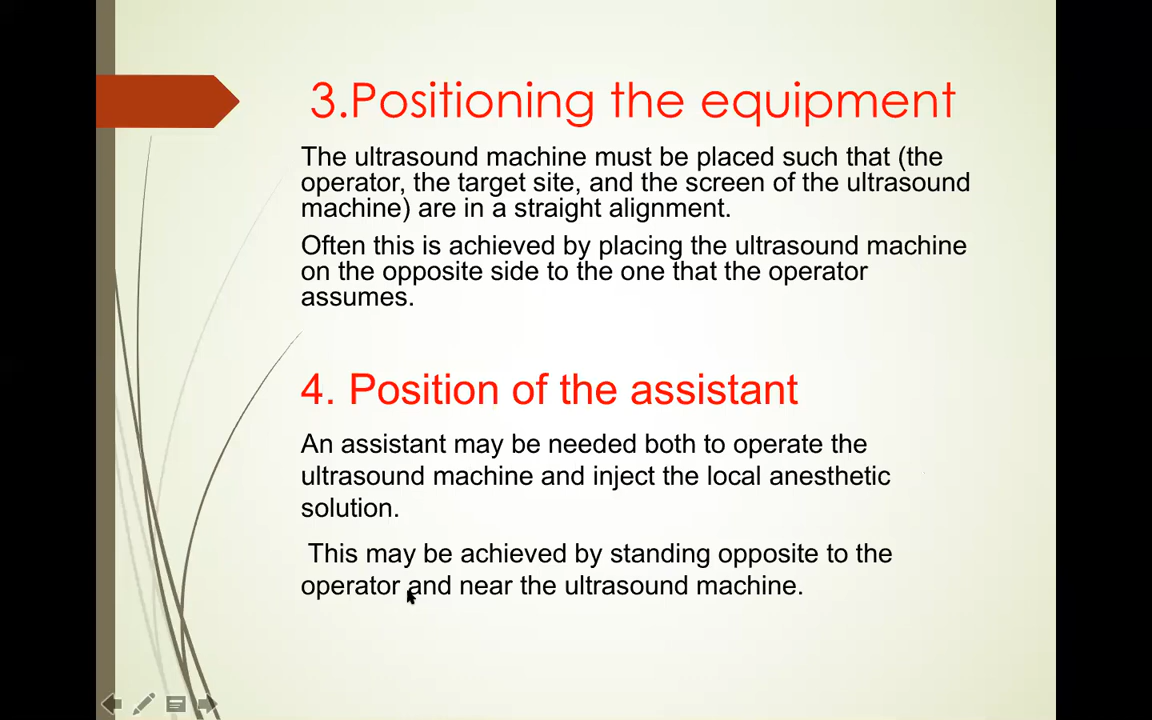 3.Positioning the equipment
The ultrasound machine must be placed such that (the
operator, the target site, and the screen of the ultrasound
machine) are in a straight alignment.
Often this is achieved by placing the ultrasound machine
on the opposite side to the one that the operator
assumes.
4. Position of the assistant
An assistant may be needed both to operate the
ultrasound machine and inject the local anesthetic
solution.
This may be achieved by standing opposite to the
operator and near the ultrasound machine.